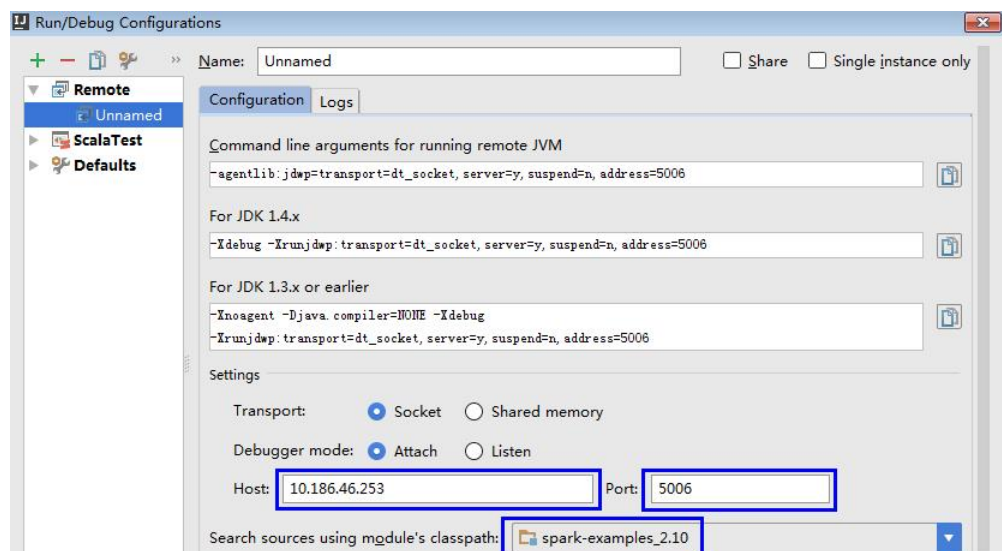 Run/Debug Configurations
Name: Unnamed Share Single instance only
Remote
Unnamed
ScalaTest
Defaults
Configuration Logs
Command line arguments for running remote JVM
-agentlib:jdwp=transport=dt_socket, server=y, suspend=n, address=5006
For JDK 1.4.x
-Xdebug -Xrunjdwp:transport=dt_socket, server=y, suspend=n, address=5006
For JDK 1.3.x or earlier
-Xnoagent -Djava.compiler=NONE -Xdebug
-Xrunjdwp:transport=dt_socket, server=y, suspend=n, address=5006
Settings
Transport: Socket Shared memory
Debugger mode: Attach Listen
Host: 10.186.46.253 Port: 5006
Search sources using module's classpath: spark-examples_2.10